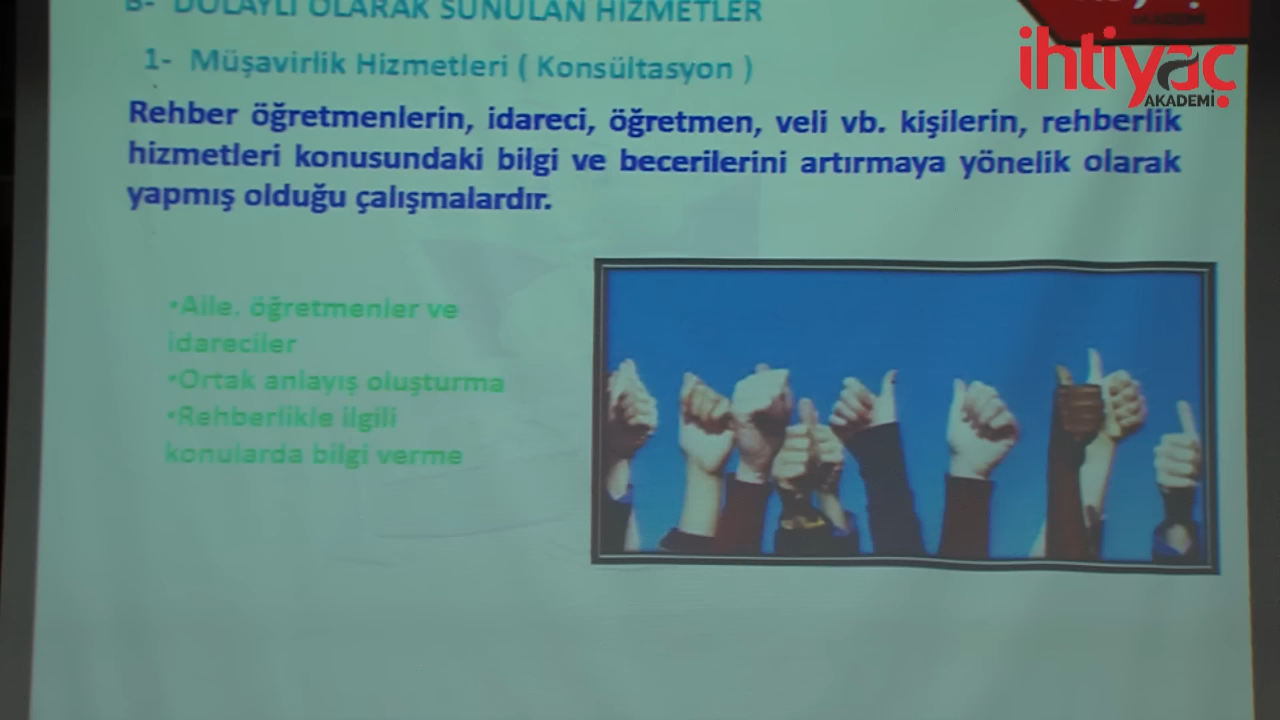 B- DOLAYLI OLARAK SUNULAN HİZMETLER
ihtiyaç
AKADEMİ
1- Müşavirlik Hizmetleri ( Konsültasyon )
Rehber öğretmenlerin, idareci, öğretmen, veli vb. kişilerin, rehberlik
hizmetleri konusundaki bilgi ve becerilerini artırmaya yönelik olarak
yapmış olduğu çalışmalardır.
•Aile, öğretmenler ve
idareciler
•Ortak anlayış oluşturma
•Rehberlikle ilgili
konularda bilgi verme